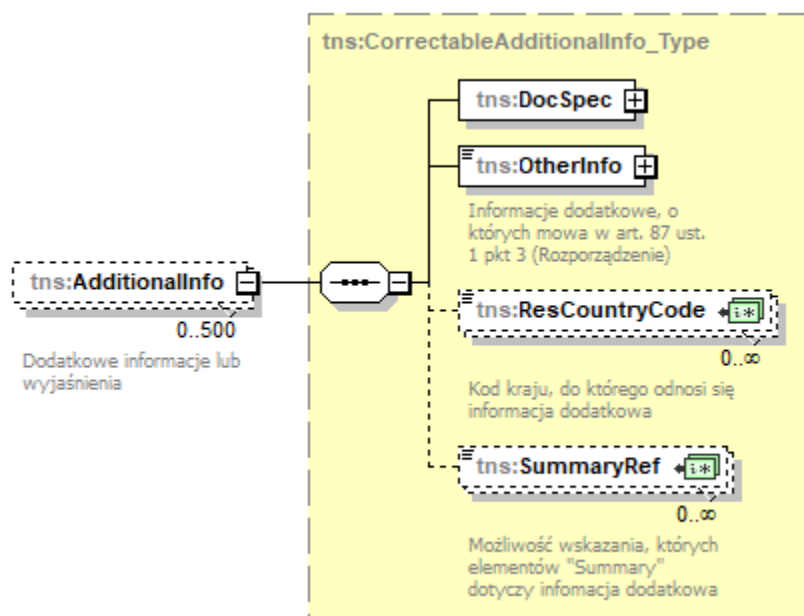 tns:CorrectableAdditionalInfo_Type
tns:DocSpec
tns:OtherInfo
Informacje dodatkowe, o
których mowa w art. 87 ust.
1 pkt 3 (Rozporządzenie)
tns:AdditionalInfo
0..500
Dodatkowe informacje lub
wyjaśnienia
tns:ResCountryCode
0..∞
Kod kraju, do którego odnosi się
informacja dodatkowa
tns:SummaryRef
0..∞
Możliwość wskazania, których
elementów "Summary"
dotyczy infomacja dodatkowa